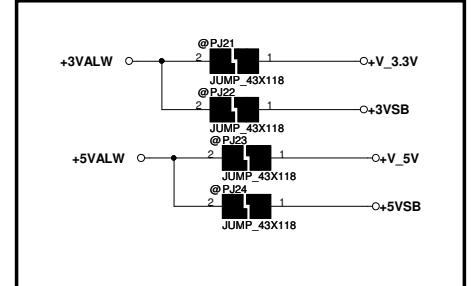 @PJ21
+3VALW 2 1 +V_3.3V
JUMP_43X118
@PJ22
2 1 +3VSB
JUMP_43X118
@PJ23
+5VALW 2 1 +V_5V
JUMP_43X118
@PJ24
2 1 +5VSB
JUMP_43X118